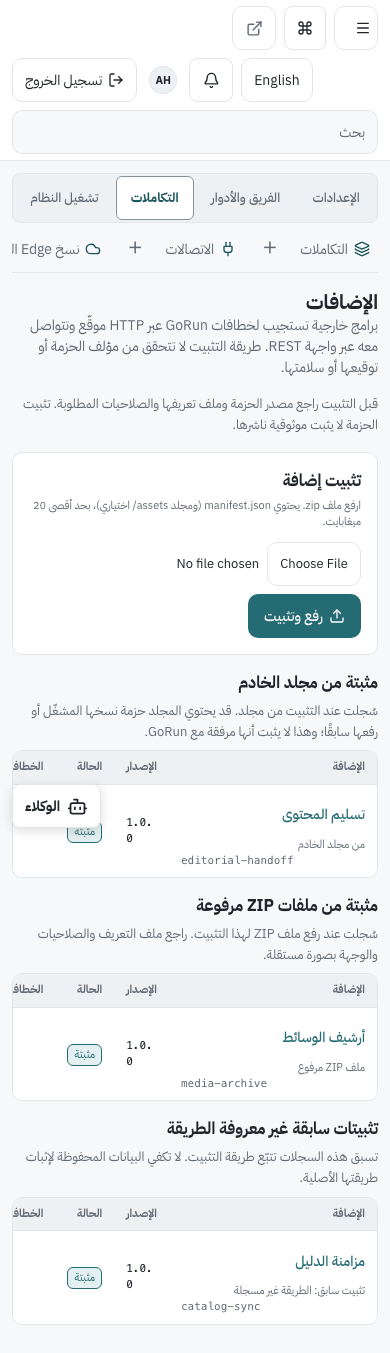 English
AH
تسجيل الخروج
بحث
الإعدادات
الفريق والأدوار
التكاملات
تشغيل النظام
التكاملات
الاتصالات
نسخ Edge
الإضافات
برامج خارجية تستجيب لخطافات GoRun عبر HTTP موقّع وتتواصل
معه عبر واجهة REST. طريقة التثبيت لا تتحقق من مؤلف الحزمة أو
توقيعها أو سلامتها.
قبل التثبيت راجع مصدر الحزمة وملف تعريفها والصلاحيات المطلوبة. تثبيت
الحزمة لا يثبت موثوقية ناشرها.
تثبيت إضافة
ارفع ملف .zip يحتوي manifest.json (ومجلد assets/ اختياري)، بحد أقصى 20
ميغابايت.
Choose File
No file chosen
رفع وتثبيت
مثبتة من مجلد الخادم
سُجلت عند التثبيت من مجلد. قد يحتوي المجلد حزمة نسخها المشغّل أو
رفعها سابقًا؛ وهذا لا يثبت أنها مرفقة مع GoRun.
الإضافة
الإصدار
الحالة
تسليم المحتوى
من مجلد الخادم
editorial-handoff
1.0.
0
مثبتة
الوكلاء
مثبتة من ملفات ZIP مرفوعة
سُجلت عند رفع ملف ZIP لهذا التثبيت. راجع ملف التعريف والصلاحيات
والوجهة بصورة مستقلة.
الإضافة
الإصدار
الحالة
أرشيف الوسائط
ملف ZIP مرفوع
media-archive
1.0.
0
مثبتة
تثبيتات سابقة غير معروفة الطريقة
تسبق هذه السجلات تتبّع طريقة التثبيت. لا تكفي البيانات المحفوظة لإثبات
طريقتها الأصلية.
الإضافة
الإصدار
الحالة
مزامنة الدليل
تثبيت سابق: الطريقة غير مسجلة
catalog-sync
1.0.
0
مثبتة